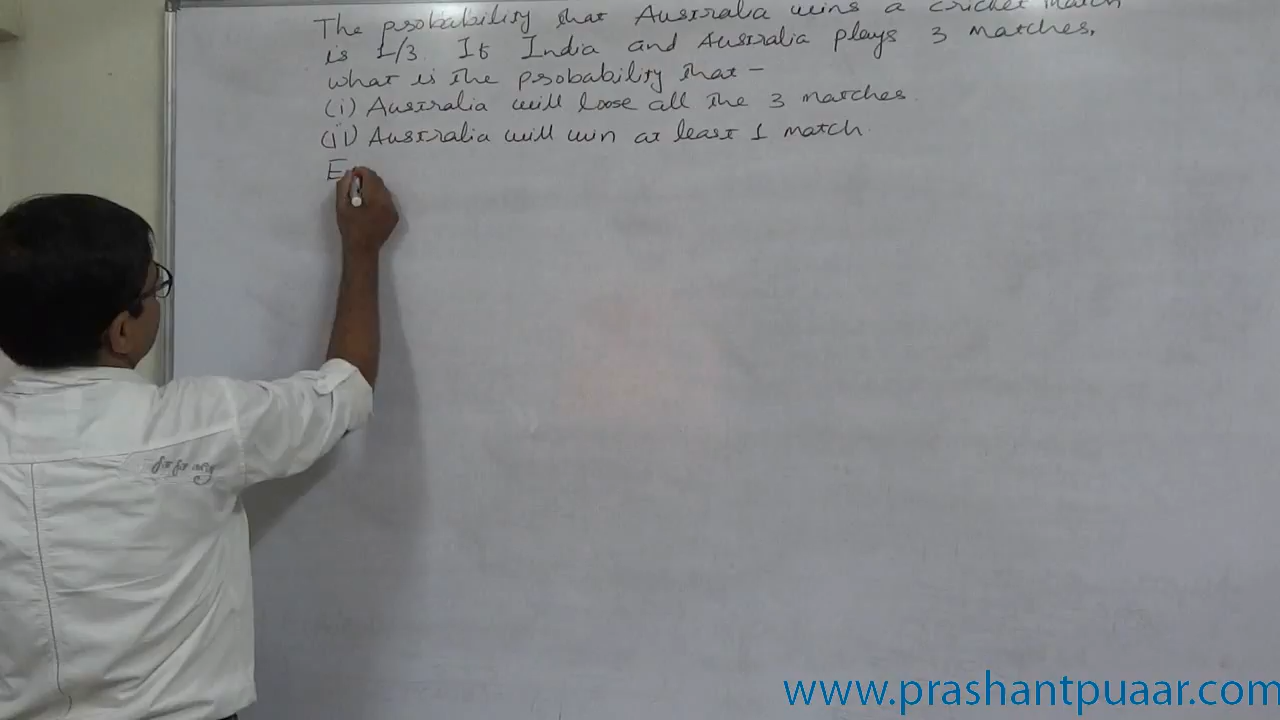 The probability that Australia wins a cricket match
is 1/3. If India and Australia plays 3 matches,
what is the probability that -
(i) Australia will loose all the 3 matches.
(ii) Australia will win at least 1 match.
E
www.prashantpuaar.com